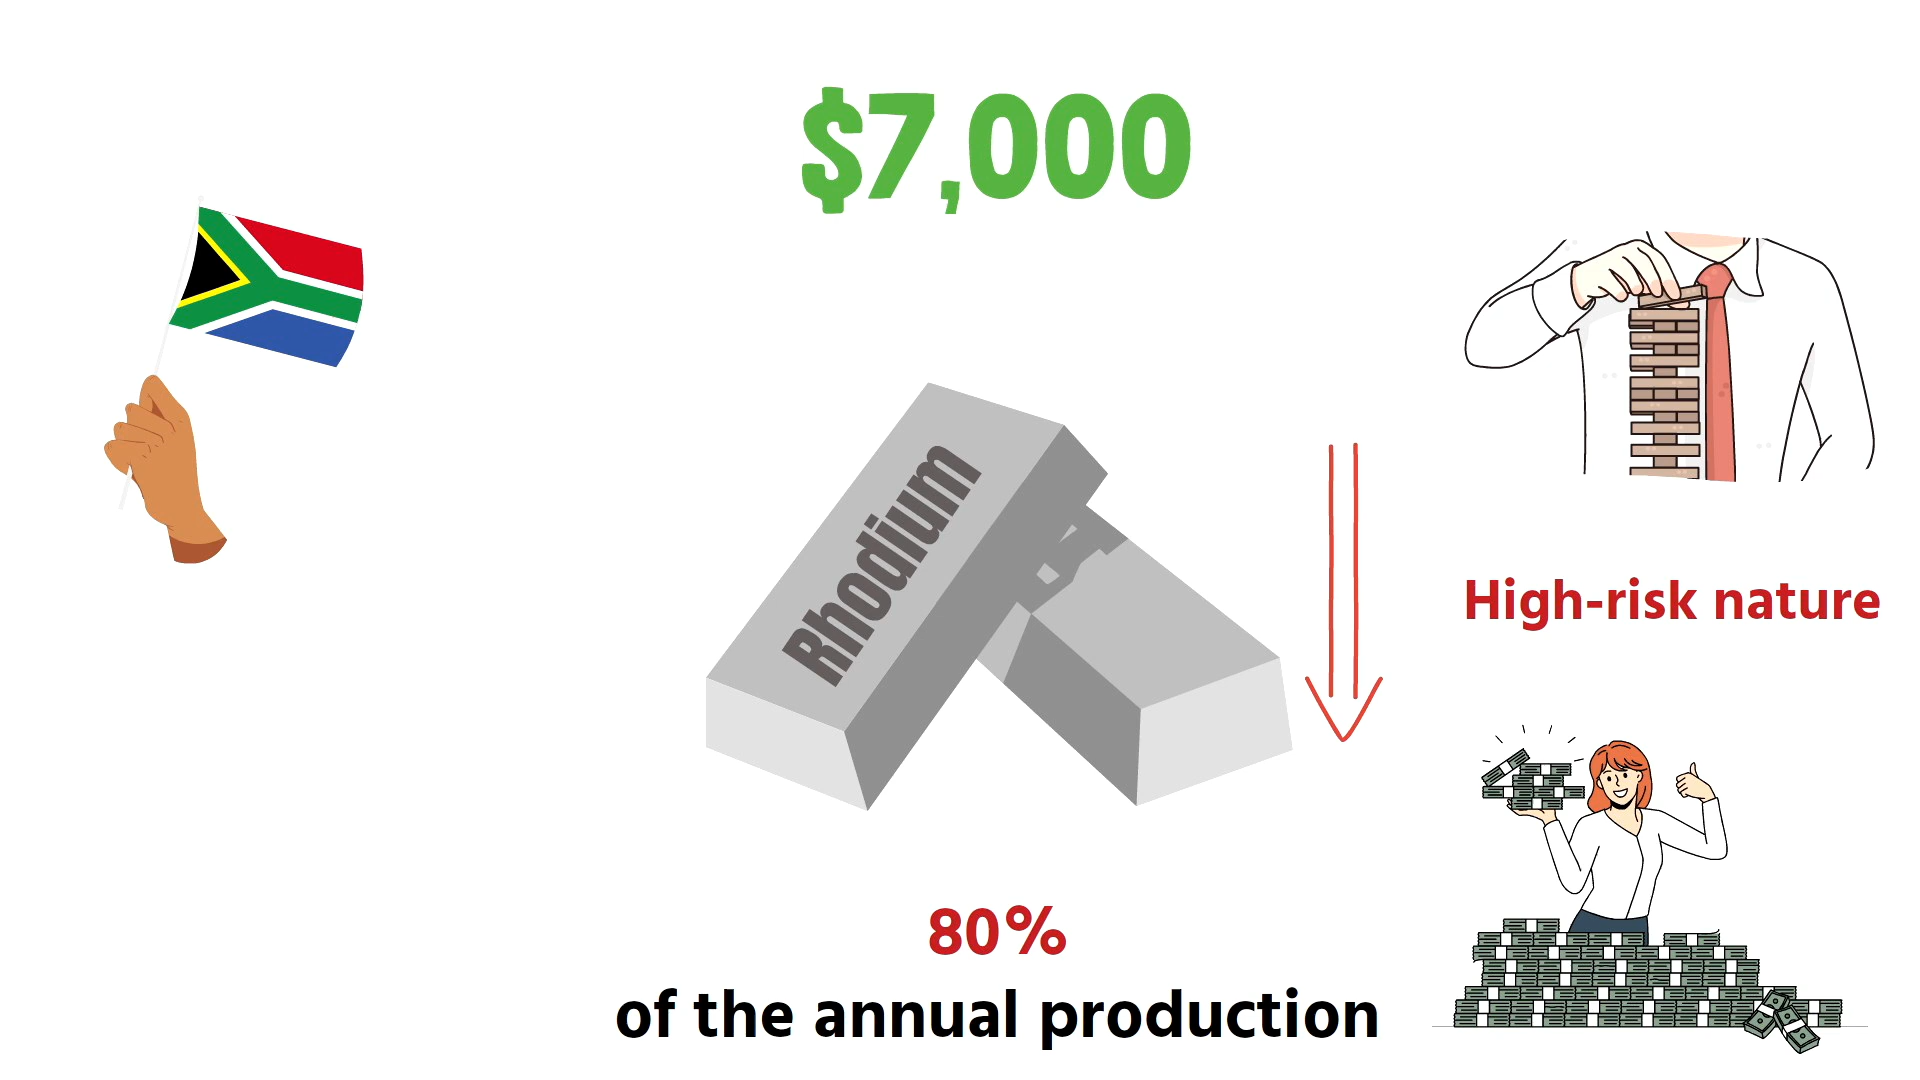 $7,000
Rhodium
High-risk nature
80%
of the annual production